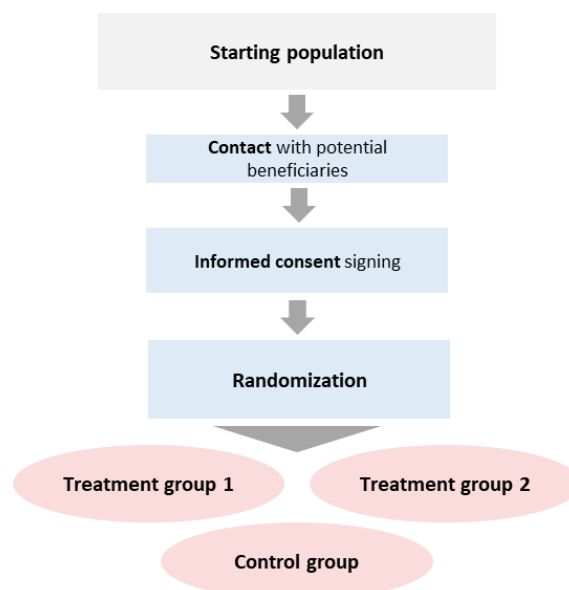 Starting population
Contact with potential
beneficiaries
Informed consent signing
Randomization
Treatment group 1
Treatment group 2
Control group